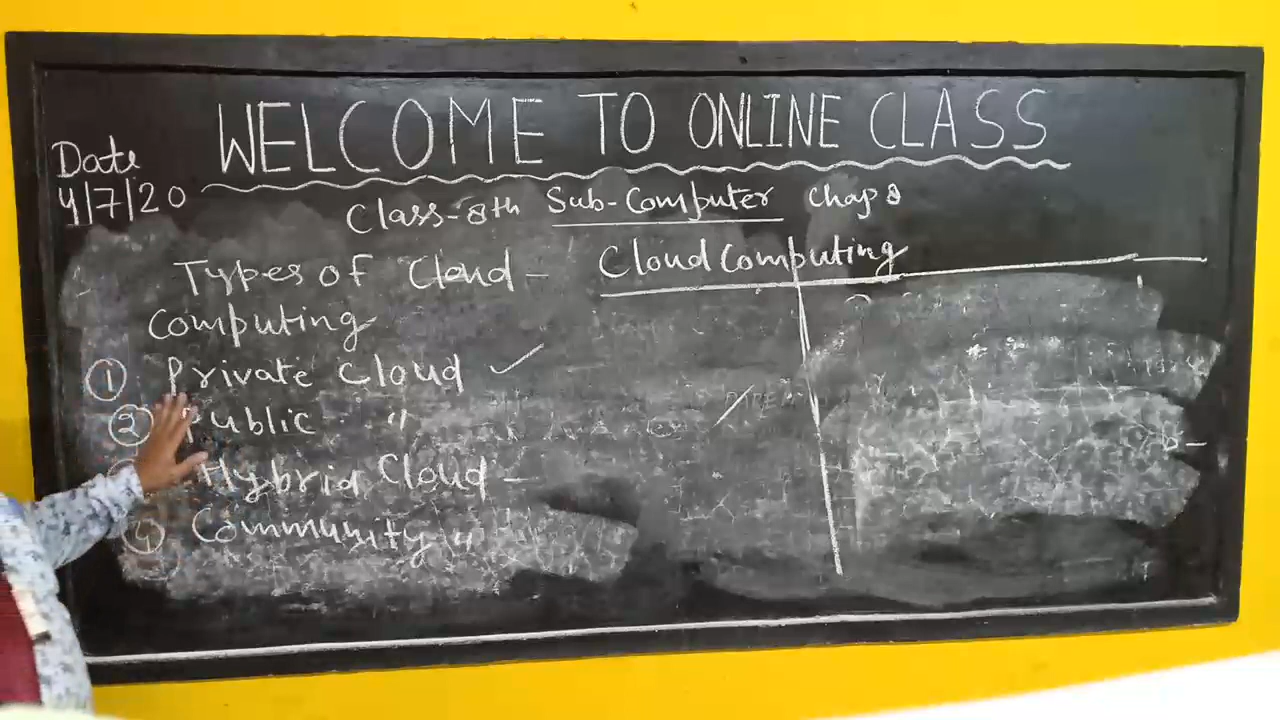 WELCOME TO ONLINE CLASS
Date
4/7/20
Class-8th Sub-Computer Chap 8
Cloud Computing
Types of Cloud -
Computing
① Private Cloud ✓
② Public "
Hybrid Cloud -
④ Community "
b -